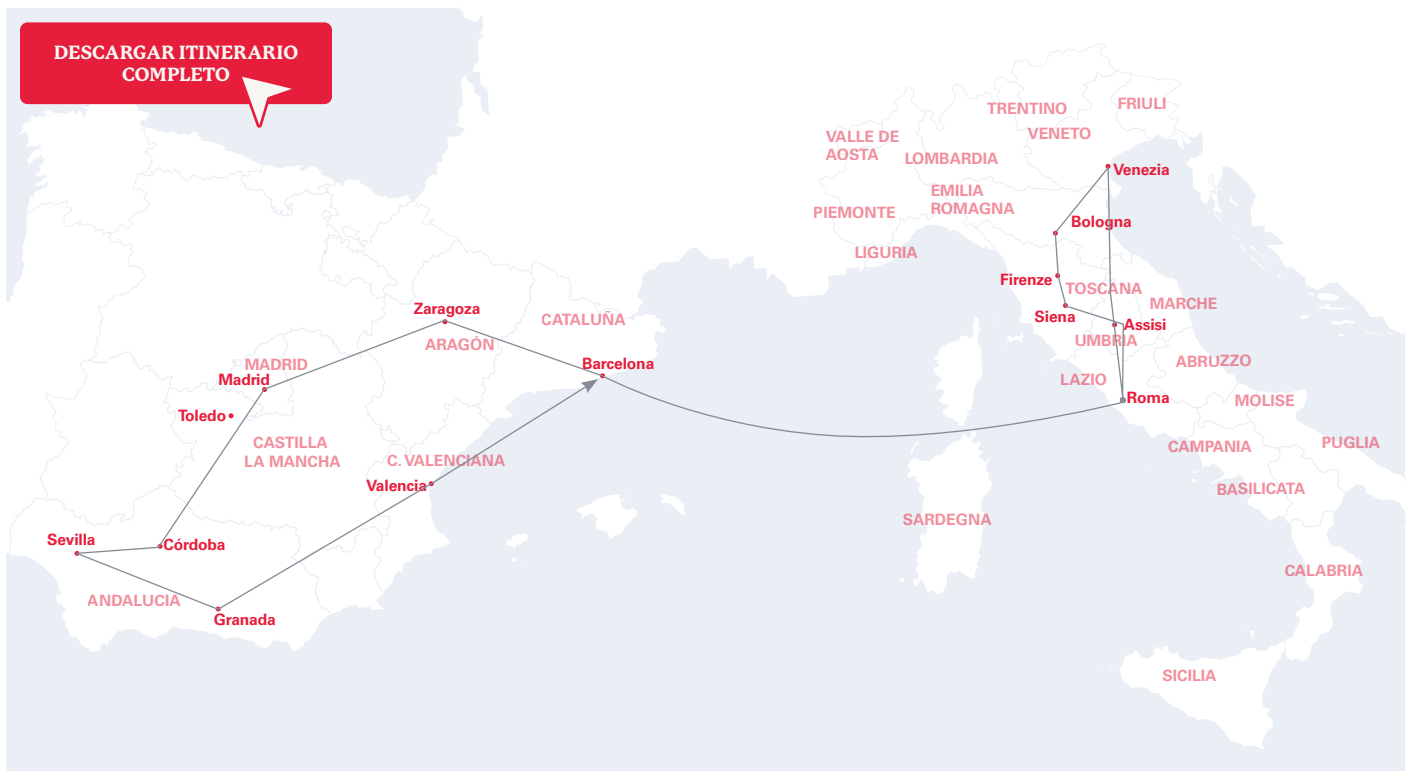 DESCARGAR ITINERARIO
COMPLETO
TRENTINO
FRIULI
VENETO
VALLE DE
AOSTA
LOMBARDIA
Venezia
EMILIA
ROMAGNA
PIEMONTE
Bologna
LIGURIA
Firenze
TOSCANA
MARCHE
Siena
Assisi
UMBRIA
ABRUZZO
LAZIO
Roma
MOLISE
CAMPANIA
PUGLIA
BASILICATA
SARDEGNA
CALABRIA
SICILIA
Zaragoza
CATALUÑA
ARAGÓN
MADRID
Barcelona
Madrid
Toledo
CASTILLA
LA MANCHA
C. VALENCIANA
Valencia
Sevilla
Córdoba
ANDALUCIA
Granada